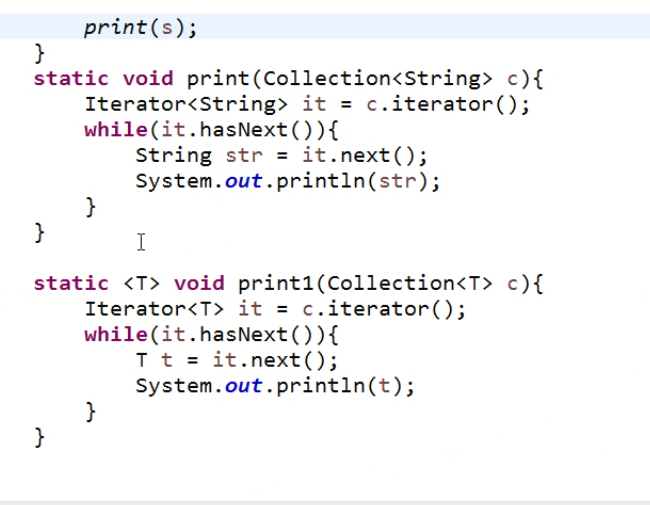 print(s);
}
static void print(Collection<String> c){
Iterator<String> it = c.iterator();
while(it.hasNext()){
String str = it.next();
System.out.println(str);
}
}
static <T> void print1(Collection<T> c){
Iterator<T> it = c.iterator();
while(it.hasNext()){
T t = it.next();
System.out.println(t);
}
}